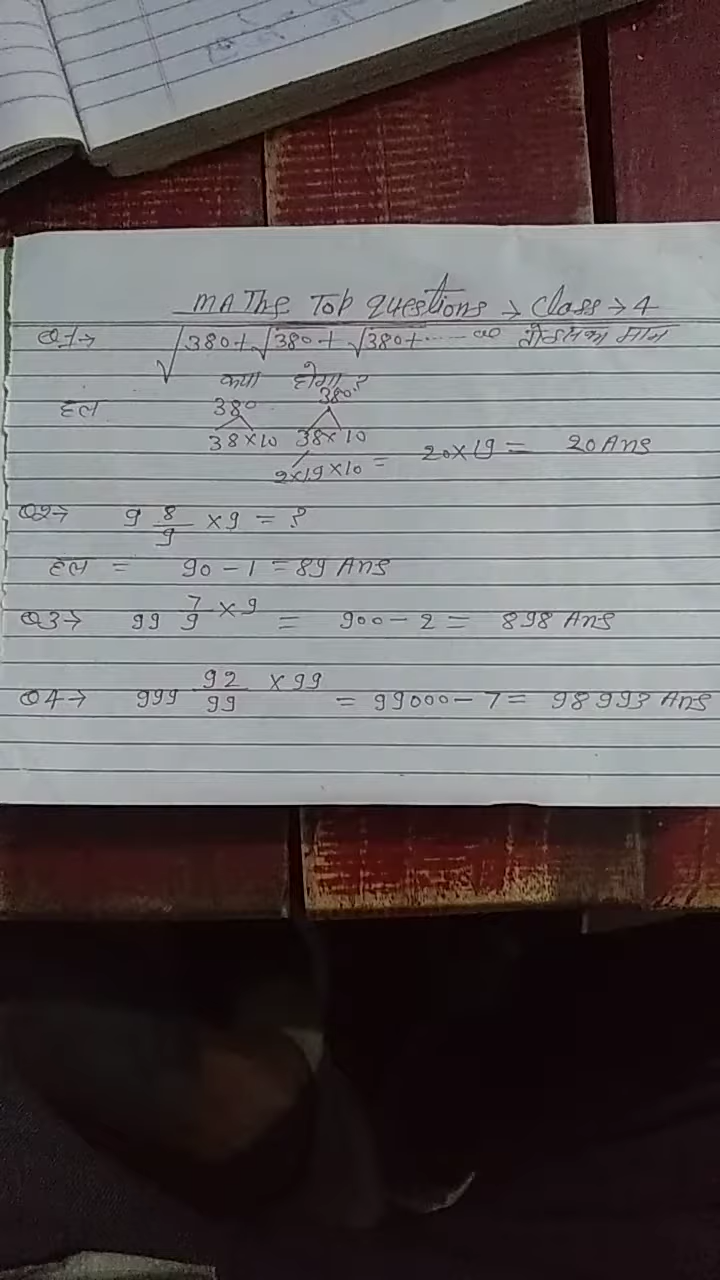 MAThs Top Questions → Class → 4
Q1→ √380+√380+√380+....∞ तो इसका मान
क्या होगा ?
हल 380 380
38×10 38×10
2×19×10 = 20×19 = 20 Ans
Q2→ 9 8/9 ×9 = ?
हल = 90-1 = 89 Ans
Q3→ 99 7/9 ×9 = 900-2 = 898 Ans
Q4→ 999 92/99 ×99 = 99000-7 = 98993 Ans